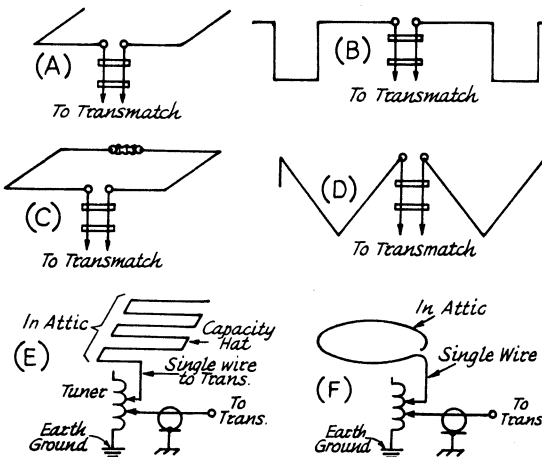 (A)
To Transmatch
(B)
To Transmatch
(C)
To Transmatch
(D)
To Transmatch
(E)
In Attic
Capacity
Hat
Single wire
to Trans.
Tuner
To
Trans.
Earth
Ground
(F)
In Attic
Single Wire
To
Trans
Earth
Ground